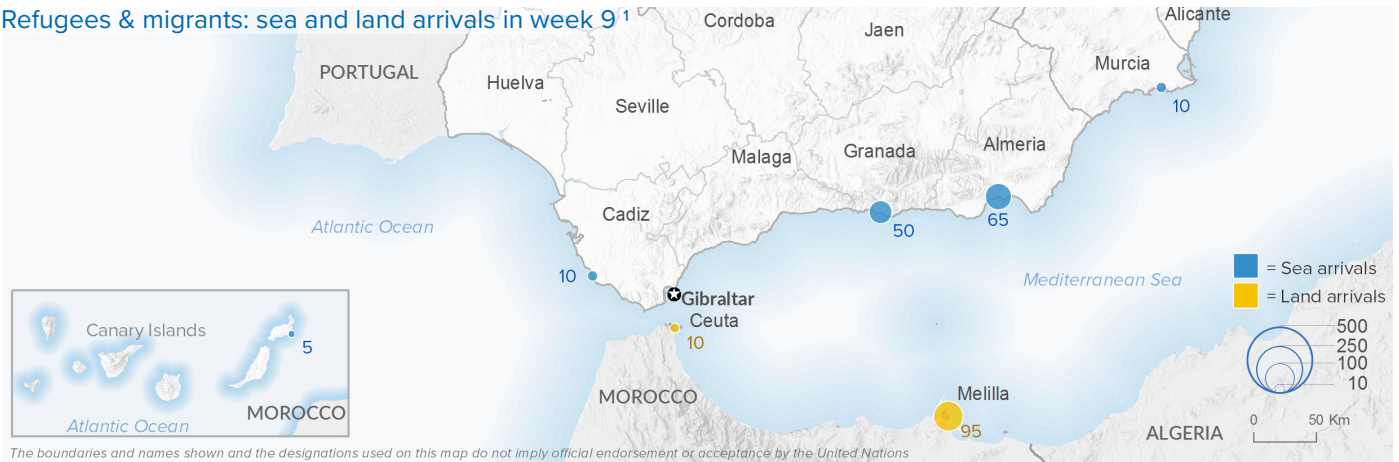 Refugees & migrants: sea and land arrivals in week 9 1
Cordoba
Alicante
Jaen
PORTUGAL
Huelva
Murcia
Seville
10
Almeria
Malaga
Granada
Cadiz
Atlantic Ocean
50
65
10
Mediterranean Sea
= Sea arrivals
= Land arrivals
Gibraltar
Ceuta
10
Canary Islands
5
500
250
100
10
MOROCCO
Melilla
95
MOROCCO
Atlantic Ocean
0 50 Km
ALGERIA
The boundaries and names shown and the designations used on this map do not imply official endorsement or acceptance by the United Nations